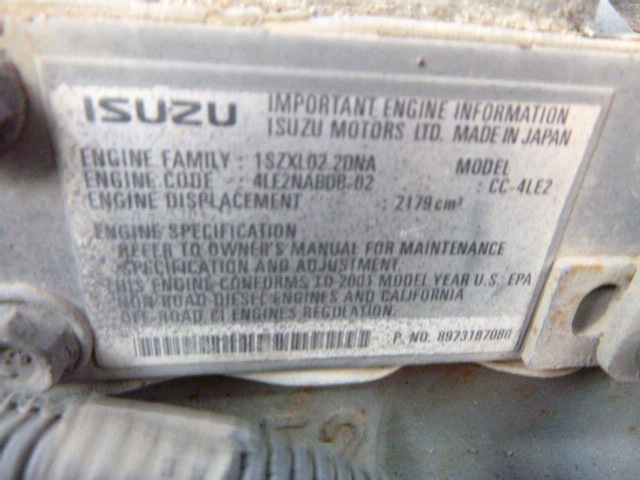 ISUZU IMPORTANT ENGINE INFORMATION
ISUZU MOTORS LTD. MADE IN JAPAN
ENGINE FAMILY : 1SZXL02.2DNA MODEL
ENGINE CODE : 4LE2NABDB-02 CC-4LE2
ENGINE DISPLACEMENT : 2179 cm³
ENGINE SPECIFICATION
REFER TO OWNER'S MANUAL FOR MAINTENANCE
SPECIFICATION AND ADJUSTMENT.
THIS ENGINE CONFORMS TO 2001 MODEL YEAR U.S. EPA
NON-ROAD DIESEL ENGINES AND CALIFORNIA
OFF-ROAD CI ENGINES REGULATION.
P. NO. 8973187080